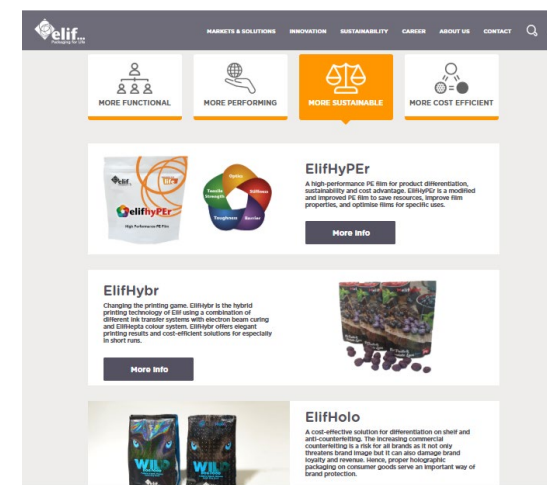 elif...
Packaging for Life
MARKETS & SOLUTIONS INNOVATION SUSTAINABILITY CAREER ABOUT US CONTACT
MORE FUNCTIONAL
MORE PERFORMING
MORE SUSTAINABLE
MORE COST EFFICIENT
elif
elifhyPEr
High Performance PE Film
Optics
Stiffness
Barrier
Toughness
Tensile
Strength
ElifHyPEr
A high-performance PE film for product differentiation,
sustainability and cost advantage. ElifHyPEr is a modified
and improved PE film to save resources, improve film
properties, and optimise films for specific uses.
More Info
ElifHybr
Changing the printing game. ElifHybr is the hybrid
printing technology of Elif using a combination of
different ink transfer systems with electron beam curing
and ElifHepta colour system. ElifHybr offers elegant
printing results and cost-efficient solutions for especially
in short runs.
More Info
WILD
WILD
elif
ElifHolo
A cost-effective solution for differentiation on shelf and
anti-counterfeiting. The increasing commercial
counterfeiting is a risk for all brands as it not only
threatens brand image but it can also damage brand
loyalty and revenue. Hence, proper holographic
packaging on consumer goods serve an important way of
brand protection.